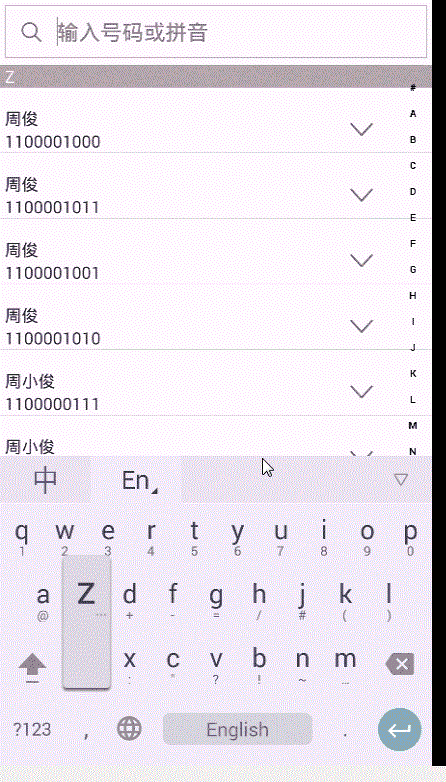 输入号码或拼音
Z
周俊
1100001000
周俊
1100001011
周俊
1100001001
周俊
1100001010
周小俊
1100000111
周小俊
#
A
B
C
D
E
F
G
H
I
J
K
L
M
N
中 En
q w e r t y u i o p
1 2 3 4 5 6 7 8 9 0
a Z d f g h j k l
@ ... + - = / # ( )
x c v b n m
: " ? ! ~ ...
?123 , English .